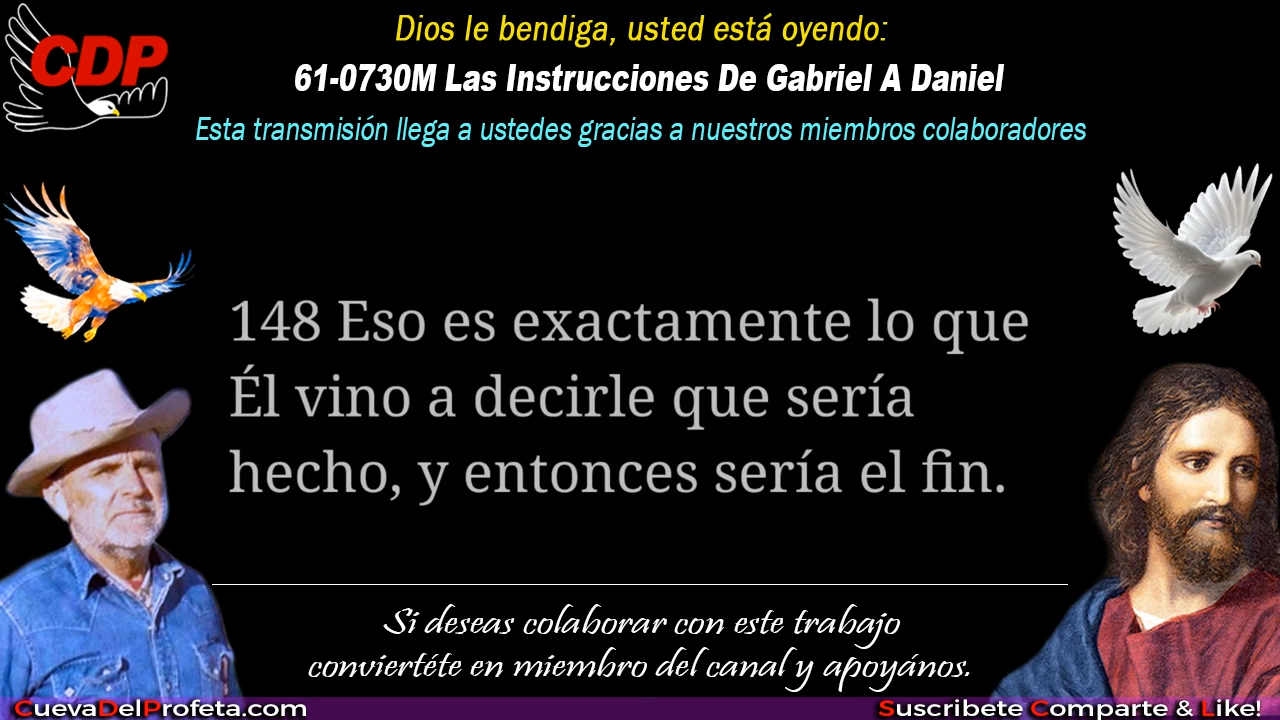 CDP
Dios le bendiga, usted está oyendo:
61-0730M Las Instrucciones De Gabriel A Daniel
Esta transmisión llega a ustedes gracias a nuestros miembros colaboradores
148 Eso es exactamente lo que
Él vino a decirle que sería
hecho, y entonces sería el fin.
Si deseas colaborar con este trabajo
conviertéte en miembro del canal y apoyános.
CuevaDelProfeta.com
Suscribete Comparte & Like!